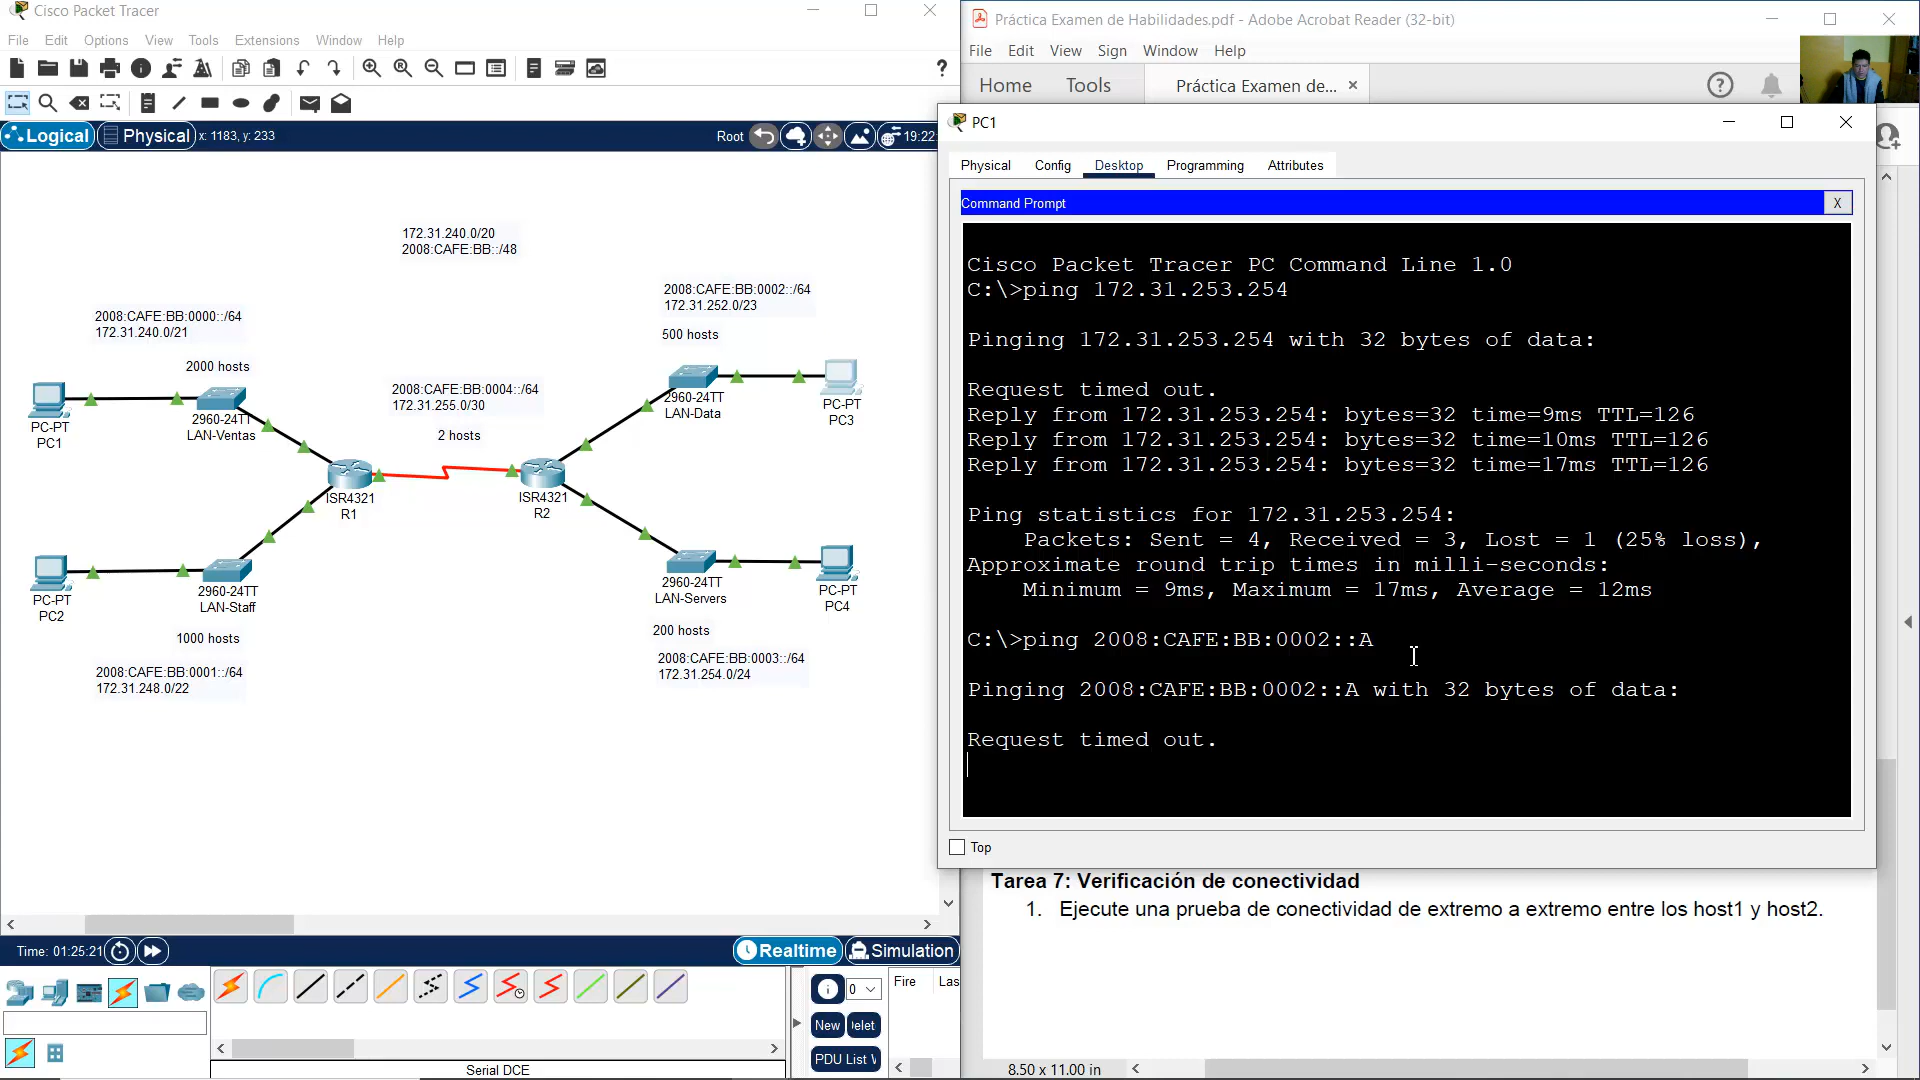 Cisco Packet Tracer
File Edit Options View Tools Extensions Window Help
?
Logical Physical x: 1183, y: 233 Root 19:22:
172.31.240.0/20
2008:CAFE:BB::/48
2008:CAFE:BB:0002::/64
172.31.252.0/23
500 hosts
2008:CAFE:BB:0000::/64
172.31.240.0/21
2000 hosts
2008:CAFE:BB:0004::/64
172.31.255.0/30
2 hosts
PC-PT
PC1
2960-24TT
LAN-Ventas
2960-24TT
LAN-Data
PC-PT
PC3
ISR4321
R1
ISR4321
R2
PC-PT
PC2
2960-24TT
LAN-Staff
2960-24TT
LAN-Servers
PC-PT
PC4
1000 hosts
200 hosts
2008:CAFE:BB:0001::/64
172.31.248.0/22
2008:CAFE:BB:0003::/64
172.31.254.0/24
Time: 01:25:21 Realtime Simulation
0
Fire Las
New elet
PDU List
Serial DCE
Práctica Examen de Habilidades.pdf - Adobe Acrobat Reader (32-bit)
File Edit View Sign Window Help
Home Tools Práctica Examen de... ×
PC1
Physical Config Desktop Programming Attributes
Command Prompt X
Cisco Packet Tracer PC Command Line 1.0
C:\>ping 172.31.253.254
Pinging 172.31.253.254 with 32 bytes of data:
Request timed out.
Reply from 172.31.253.254: bytes=32 time=9ms TTL=126
Reply from 172.31.253.254: bytes=32 time=10ms TTL=126
Reply from 172.31.253.254: bytes=32 time=17ms TTL=126
Ping statistics for 172.31.253.254:
Packets: Sent = 4, Received = 3, Lost = 1 (25% loss),
Approximate round trip times in milli-seconds:
Minimum = 9ms, Maximum = 17ms, Average = 12ms
C:\>ping 2008:CAFE:BB:0002::A
Pinging 2008:CAFE:BB:0002::A with 32 bytes of data:
Request timed out.
Top
Tarea 7: Verificación de conectividad
1. Ejecute una prueba de conectividad de extremo a extremo entre los host1 y host2.
8.50 x 11.00 in